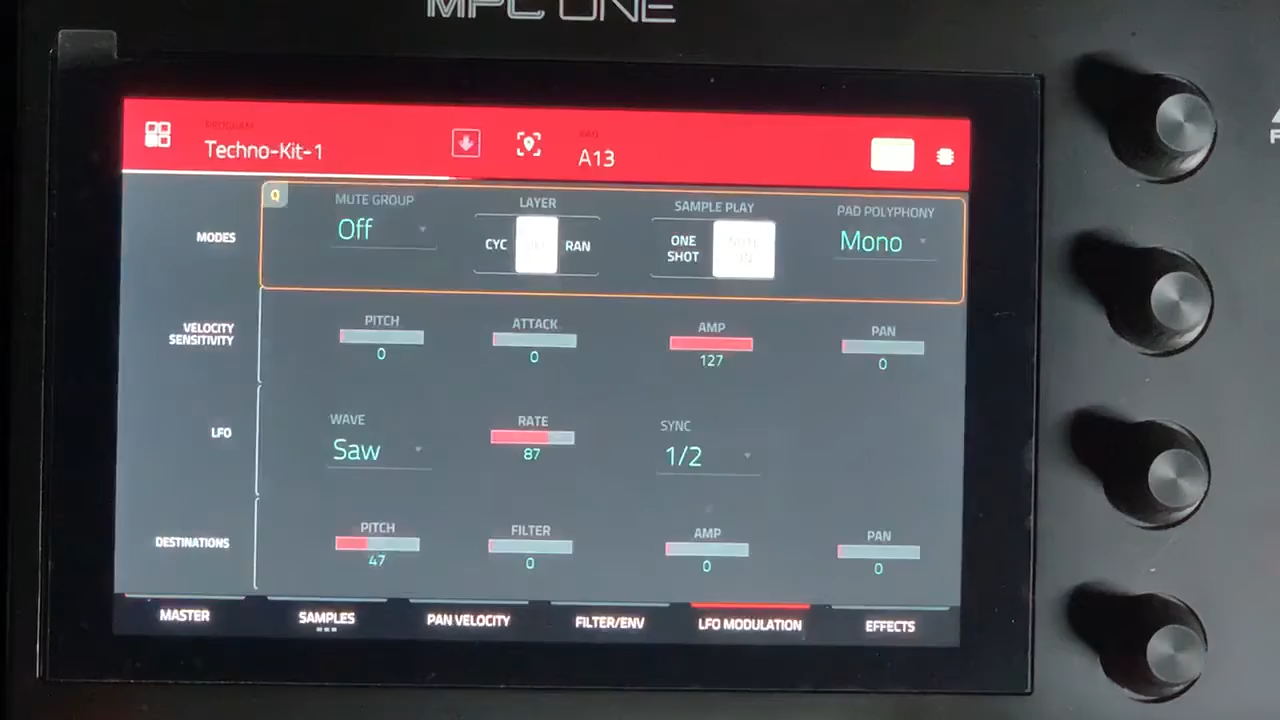 MPC ONE
PROGRAM
Techno-Kit-1
PAD
A13
Q
MODES
MUTE GROUP
Off
LAYER
CYC
RAN
SAMPLE PLAY
ONE
SHOT
NOTE
ON
PAD POLYPHONY
Mono
VELOCITY
SENSITIVITY
PITCH
0
ATTACK
0
AMP
127
PAN
0
LFO
WAVE
Saw
RATE
87
SYNC
1/2
DESTINATIONS
PITCH
47
FILTER
0
AMP
0
PAN
0
MASTER
SAMPLES
PAN VELOCITY
FILTER/ENV
LFO MODULATION
EFFECTS